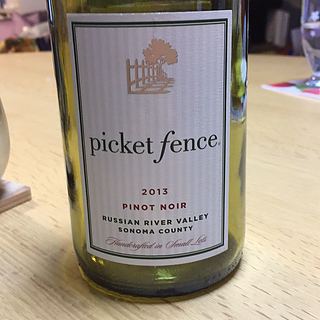 picket fence
2013
PINOT NOIR
RUSSIAN RIVER VALLEY
SONOMA COUNTY
Handcrafted in Small Lots